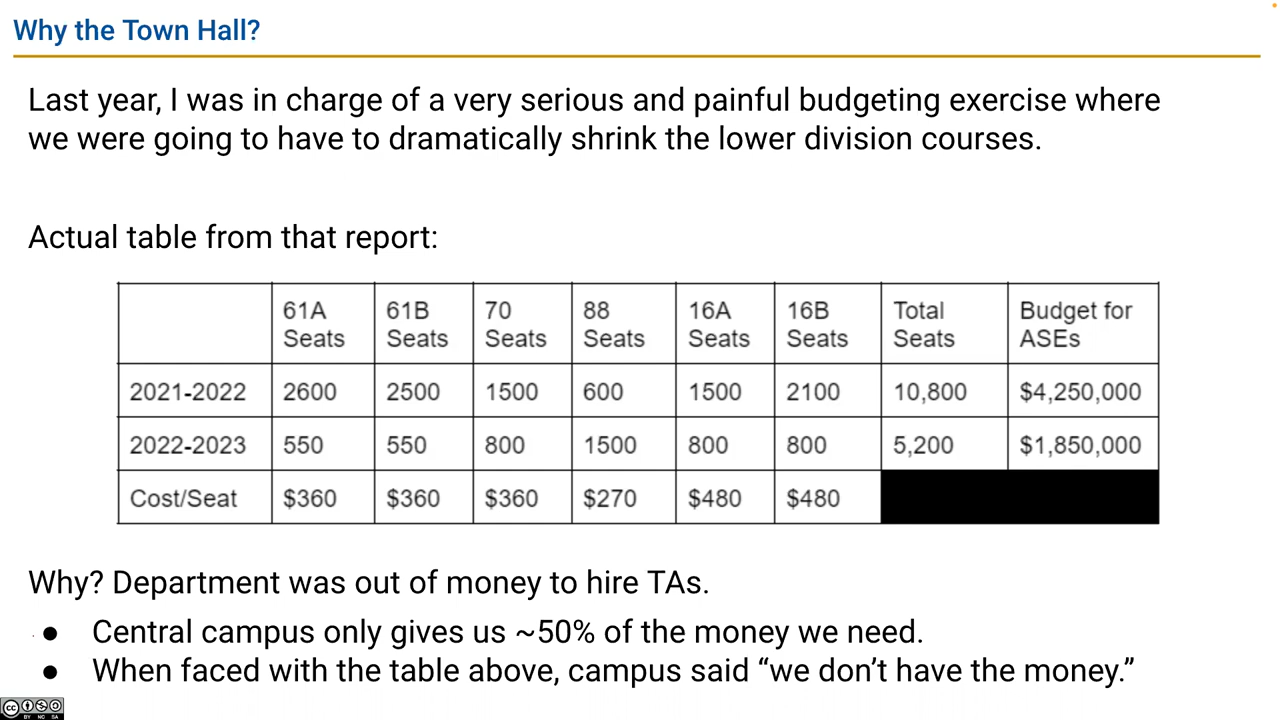 Why the Town Hall?
Last year, I was in charge of a very serious and painful budgeting exercise where
we were going to have to dramatically shrink the lower division courses.
Actual table from that report:
61A Seats 61B Seats 70 Seats 88 Seats 16A Seats 16B Seats Total Seats Budget for ASEs
2021-2022 2600 2500 1500 600 1500 2100 10,800 $4,250,000
2022-2023 550 550 800 1500 800 800 5,200 $1,850,000
Cost/Seat $360 $360 $360 $270 $480 $480
Why? Department was out of money to hire TAs.
● Central campus only gives us ~50% of the money we need.
● When faced with the table above, campus said “we don’t have the money.”
cc BY NC SA